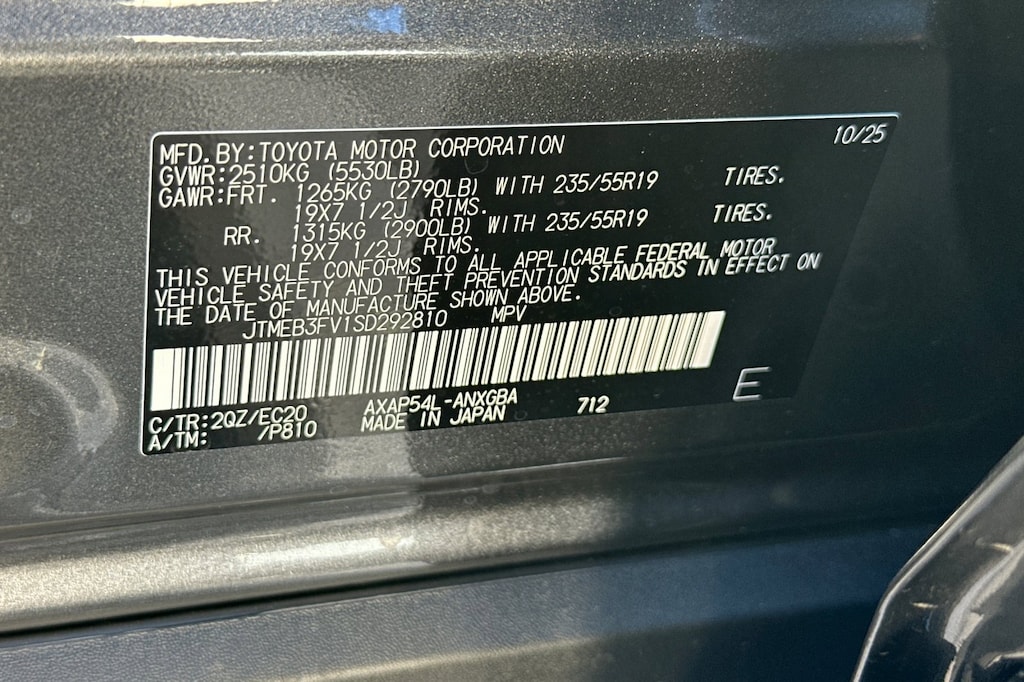 10/25
MFD.BY:TOYOTA MOTOR CORPORATION
GVWR:2510KG (5530LB)
GAWR:FRT. 1265KG (2790LB) WITH 235/55R19 TIRES.
19X7 1/2J RIMS.
RR. 1315KG (2900LB) WITH 235/55R19 TIRES.
19X7 1/2J RIMS.
THIS VEHICLE CONFORMS TO ALL APPLICABLE FEDERAL MOTOR
VEHICLE SAFETY AND THEFT PREVENTION STANDARDS IN EFFECT ON
THE DATE OF MANUFACTURE SHOWN ABOVE.
JTMEB3FV1SD292810 MPV
E
C/TR:2QZ/EC20 AXAP54L-ANXGBA 712
A/TM: /P810 MADE IN JAPAN